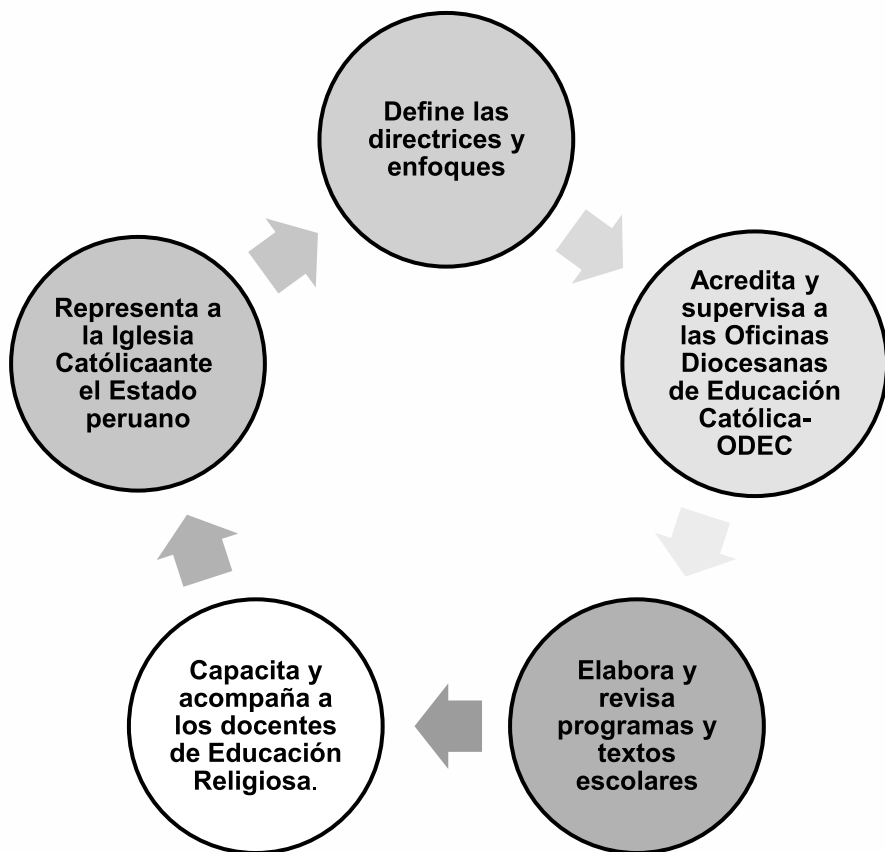 Define las
directrices y
enfoques
Acredita y
supervisa a
las Oficinas
Diocesanas
de Educación
Católica-
ODEC
Elabora y
revisa
programas y
textos
escolares
Capacita y
acompaña a
los docentes
de Educación
Religiosa.
Representa a
la Iglesia
Católicaante
el Estado
peruano